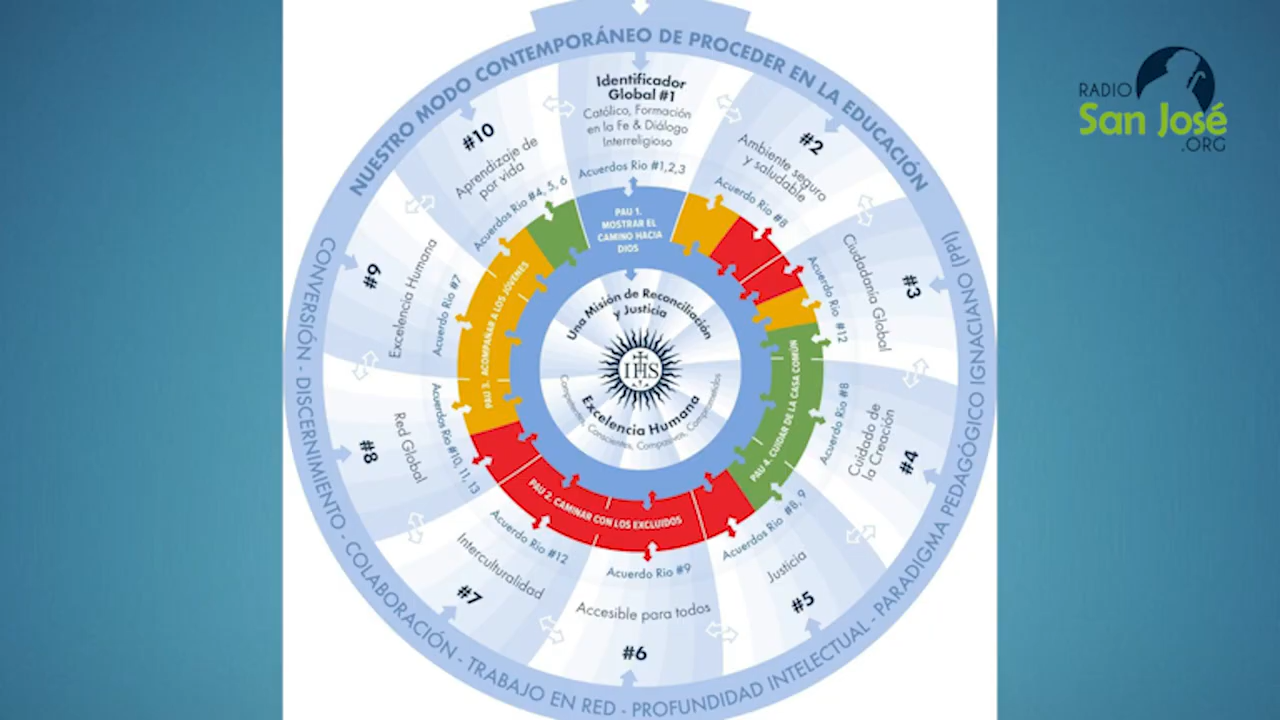 RADIO
San José
.ORG
NUESTRO MODO CONTEMPORÁNEO DE PROCEDER EN LA EDUCACIÓN
Identificador
Global #1
Católico, Formación
en la Fe & Diálogo
Interreligioso
Acuerdos Rio #1,2,3
#2
Ambiente seguro
y saludable
Acuerdo Rio #8
#3
Ciudadanía Global
Acuerdo Rio #12
#4
Cuidado de
la Creación
Acuerdo Rio #8
#5
Justicia
Acuerdos Rio #8, 9
#6
Accesible para todos
Acuerdo Rio #9
#7
Interculturalidad
Acuerdo Rio #12
#8
Red Global
Acuerdos Rio #10, 11, 13
#9
Excelencia Humana
Acuerdo Rio #7
#10
Aprendizaje de
por vida
Acuerdos Rio #4, 5, 6
PAU 1.
MOSTRAR EL
CAMINO HACIA
DIOS
PAU 4. CUIDAR DE LA CASA COMÚN
PAU 2. CAMINAR CON LOS EXCLUIDOS
PAU 3. ACOMPAÑAR A LOS JÓVENES
Una Misión de Reconciliación
y Justicia
IHS
Excelencia Humana
Competentes, Conscientes, Compasivos, Comprometidos
CONVERSIÓN - DISCERNIMIENTO - COLABORACIÓN - TRABAJO EN RED - PROFUNDIDAD INTELECTUAL - PARADIGMA PEDAGÓGICO IGNACIANO (PPI)